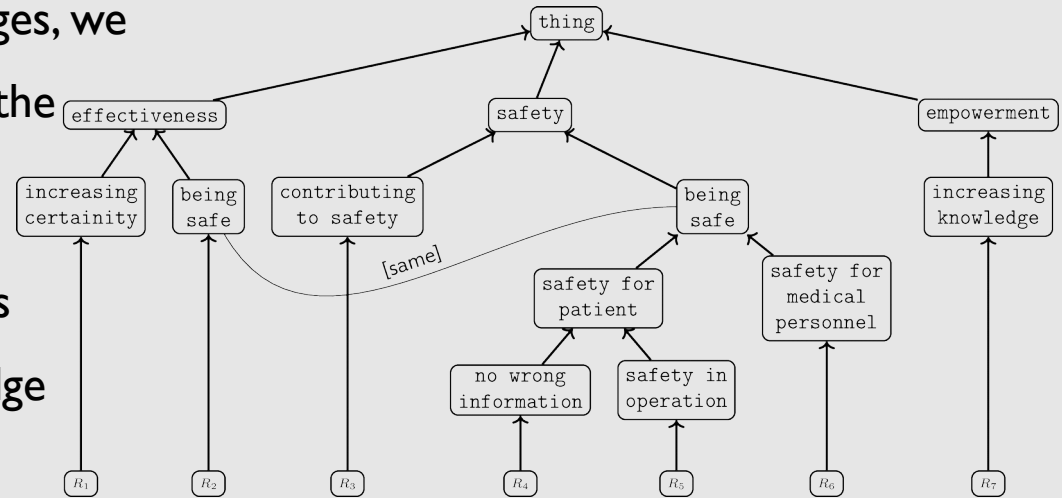 ges, we
the
s
lge
thing
effectiveness
safety
empowerment
increasing
certainity
being
safe
contributing
to safety
being
safe
increasing
knowledge
[same]
safety for
patient
safety for
medical
personnel
no wrong
information
safety in
operation
R₁
R₂
R₃
R₄
R₅
R₆
R₇